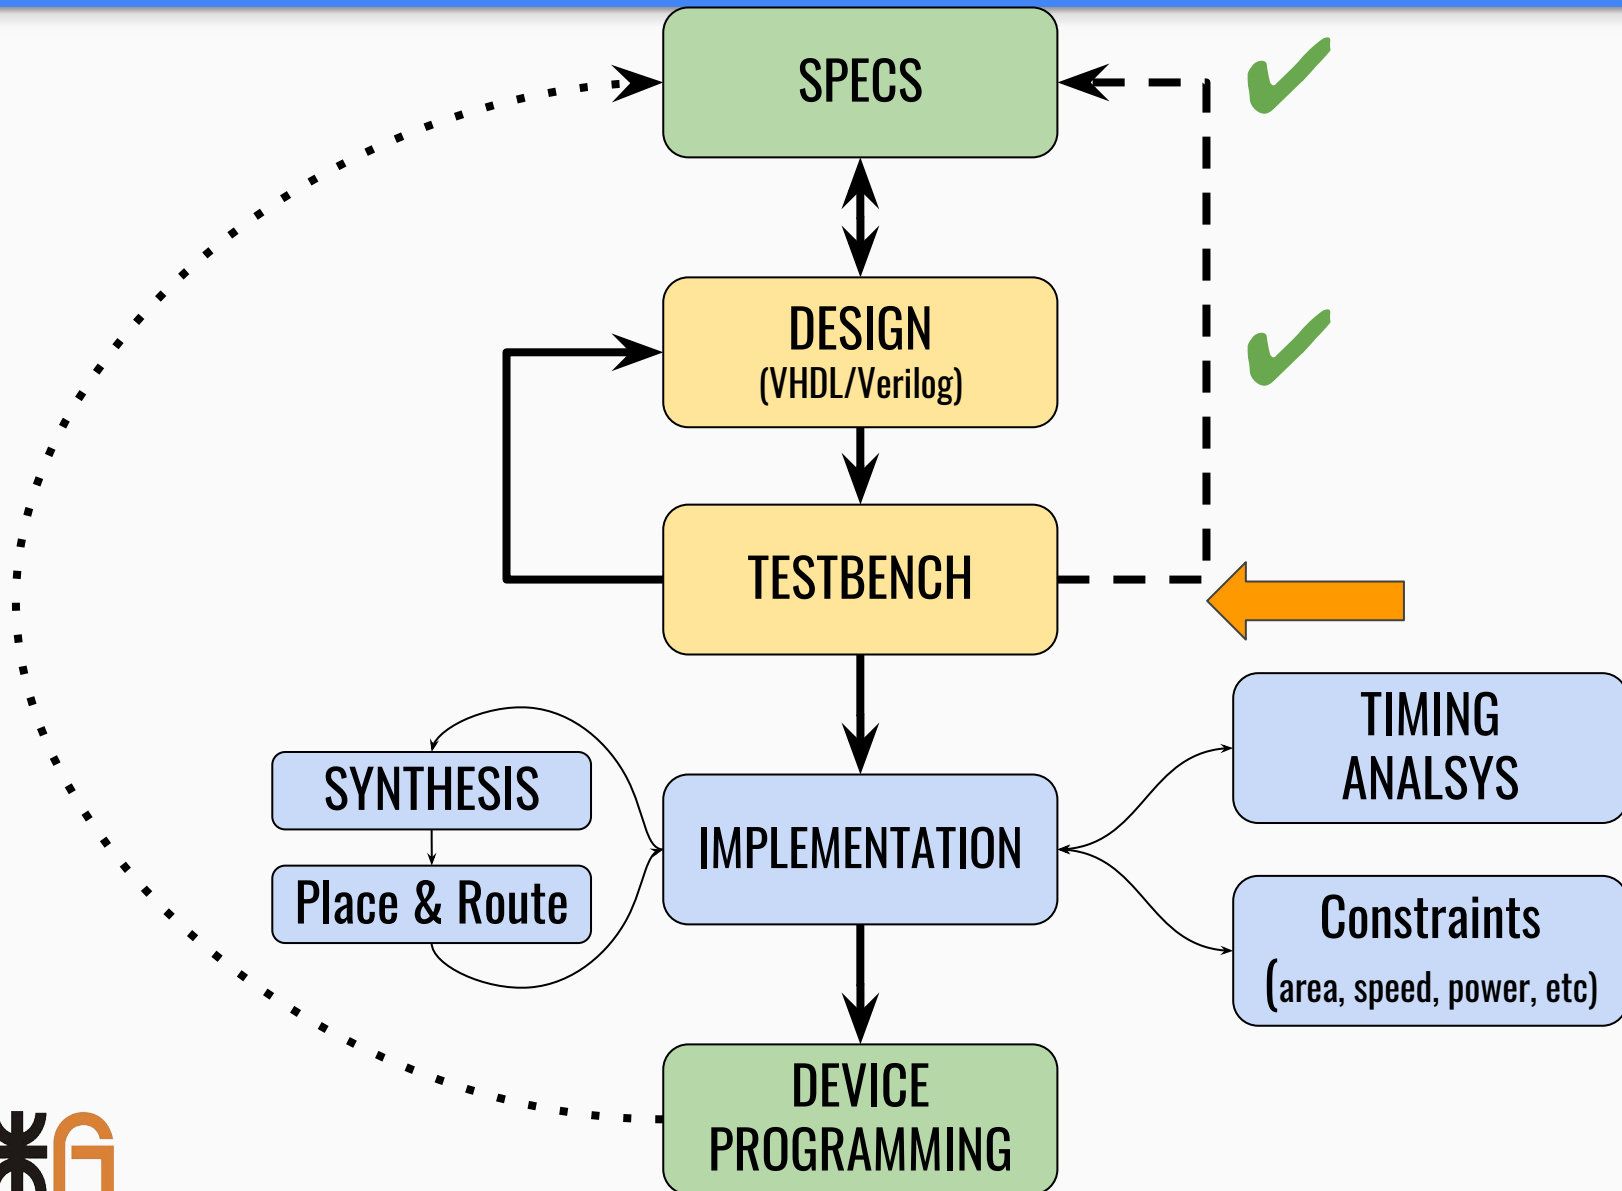 SPECS
DESIGN
(VHDL/Verilog)
TESTBENCH
TIMING
ANALSYS
SYNTHESIS
IMPLEMENTATION
Place & Route
Constraints
(area, speed, power, etc)
DEVICE
PROGRAMMING